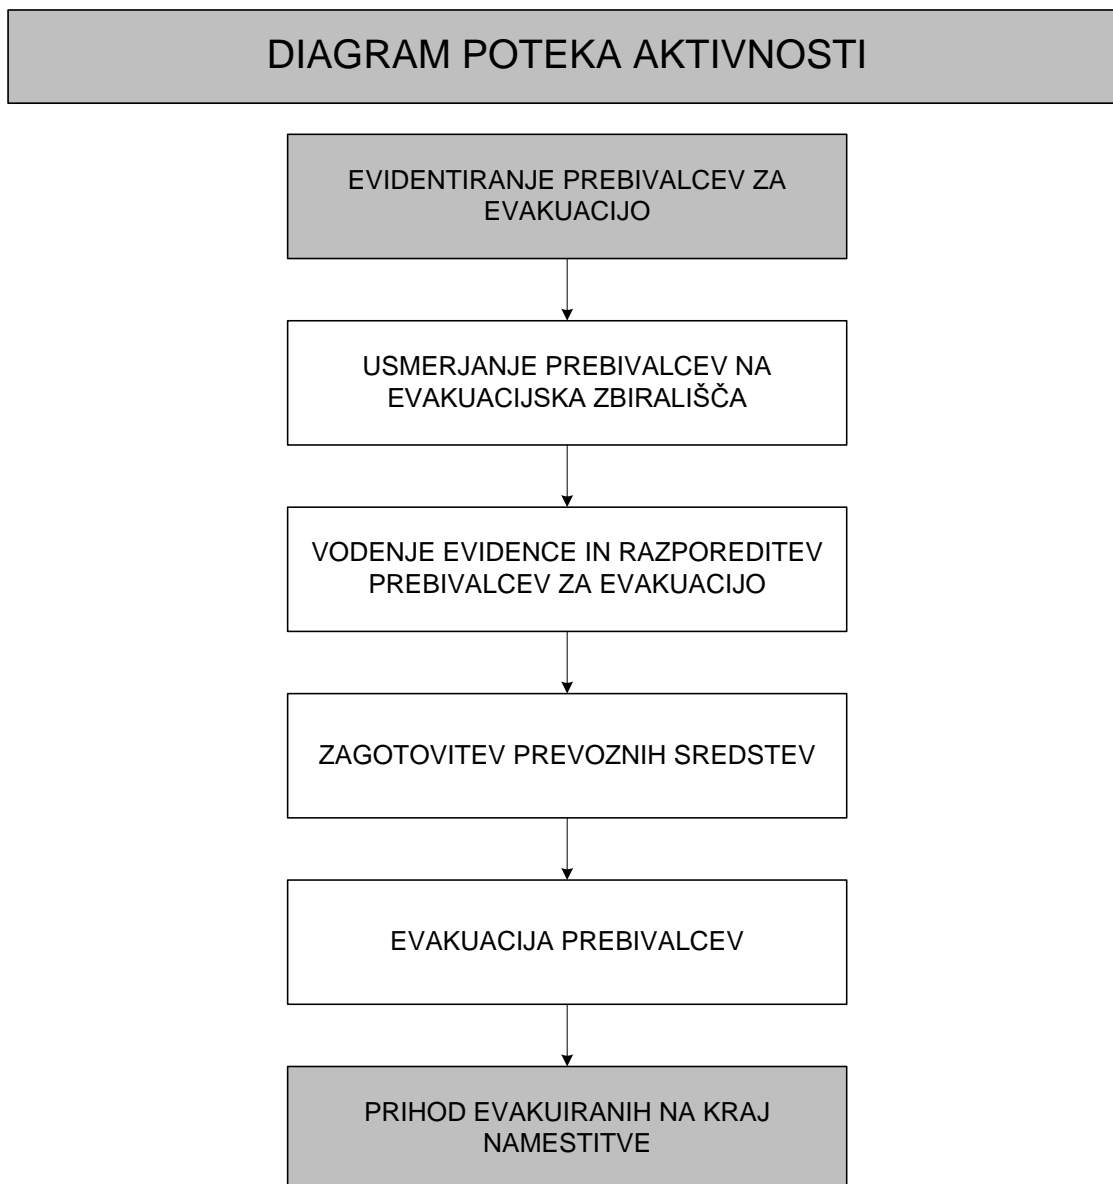 DIAGRAM POTEKA AKTIVNOSTI
EVIDENTIRANJE PREBIVALCEV ZA
EVAKUACIJO
USMERJANJE PREBIVALCEV NA
EVAKUACIJSKA ZBIRALIŠČA
VODENJE EVIDENCE IN RAZPOREDITEV
PREBIVALCEV ZA EVAKUACIJO
ZAGOTOVITEV PREVOZNIH SREDSTEV
EVAKUACIJA PREBIVALCEV
PRIHOD EVAKUIRANIH NA KRAJ
NAMESTITVE